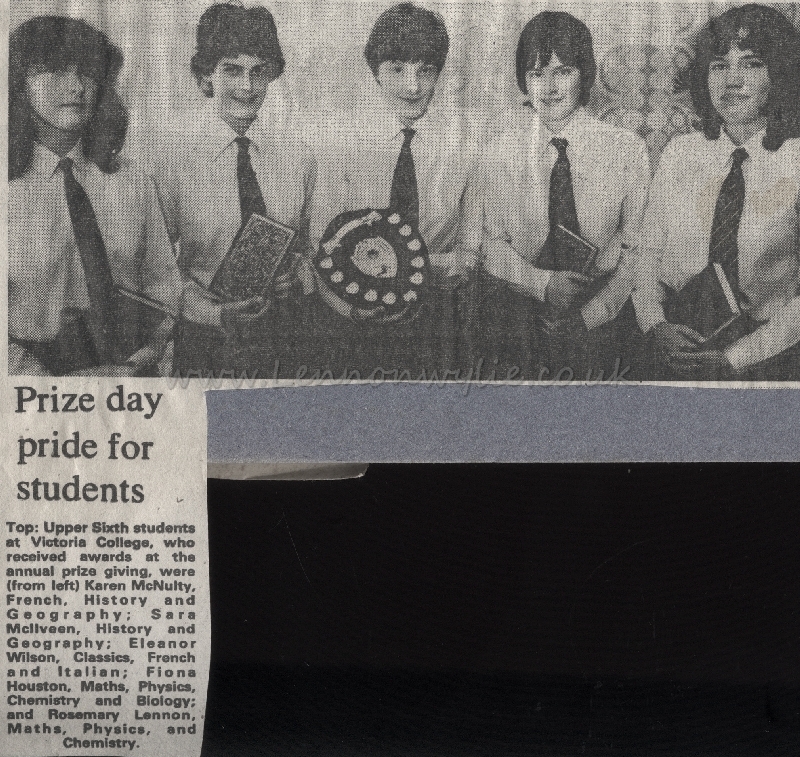 www.Lennonwylie.co.uk
Prize day
pride for
students
Top: Upper Sixth students
at Victoria College, who
received awards at the
annual prize giving, were
(from left) Karen McNulty,
French, History and
Geography; Sara
McIlveen, History and
Geography; Eleanor
Wilson, Classics, French
and Italian; Fiona
Houston, Maths, Physics,
Chemistry and Biology;
and Rosemary Lennon,
Maths, Physics, and
Chemistry.